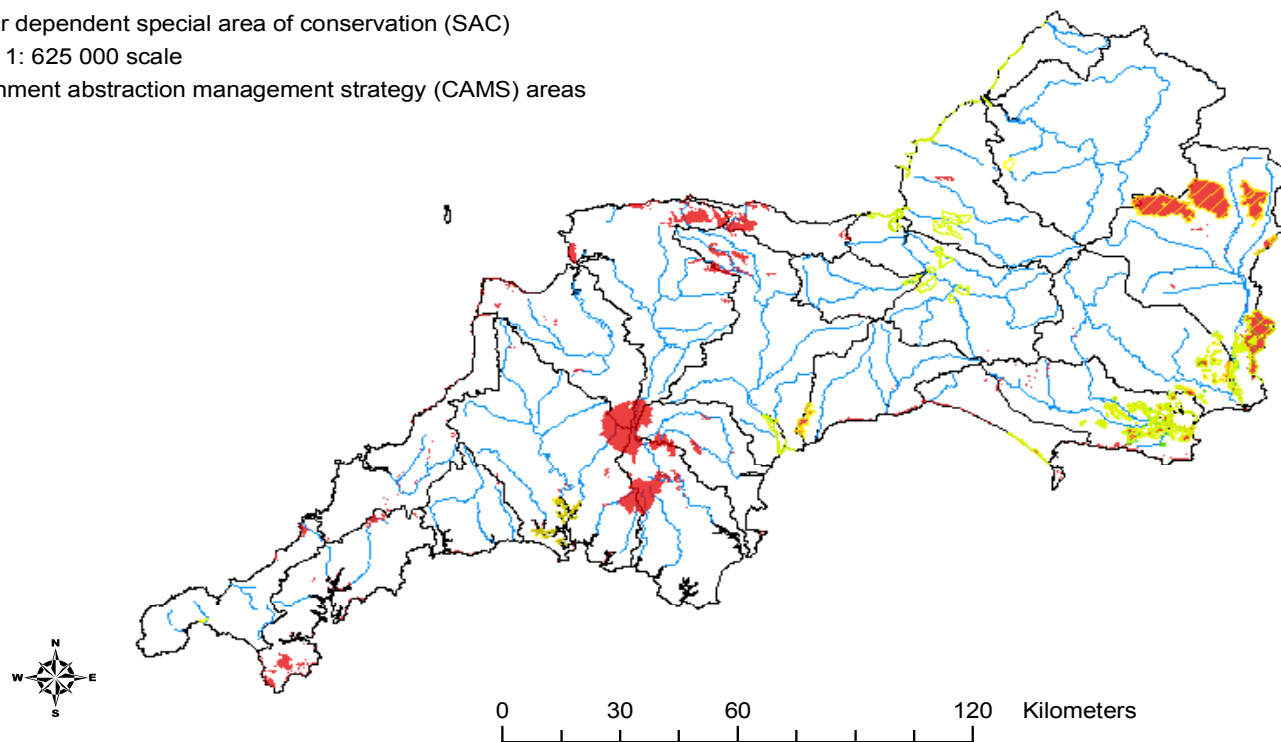 r dependent special area of conservation (SAC)
1: 625 000 scale
nment abstraction management strategy (CAMS) areas
N
W E
S
0 30 60 120 Kilometers